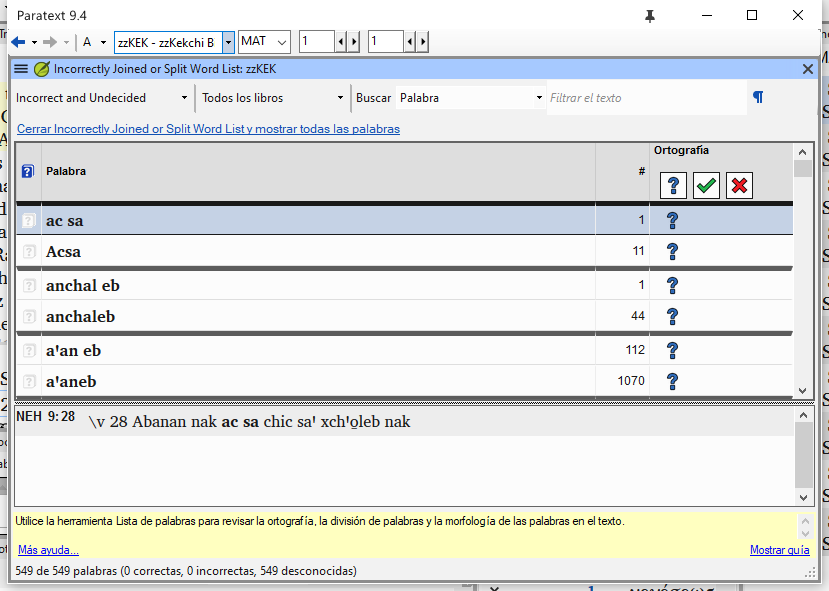 Paratext 9.4
A
zzKEK - zzKekchi B
MAT
1
1
Incorrectly Joined or Split Word List: zzKEK
Incorrect and Undecided
Todos los libros
Buscar
Palabra
Filtrar el texto
¶
Cerrar Incorrectly Joined or Split Word List y mostrar todas las palabras
Palabra
#
Ortografía
ac sa 1
Acsa 11
anchal eb 1
anchaleb 44
aꞌan eb 112
aꞌaneb 1070
NEH 9:28 \v 28 Abanan nak ac sa chic saꞌ xchꞌo̱leb nak
Utilice la herramienta Lista de palabras para revisar la ortografía, la división de palabras y la morfología de las palabras en el texto.
Más ayuda...
Mostrar guía
549 de 549 palabras (0 correctas, 0 incorrectas, 549 desconocidas)